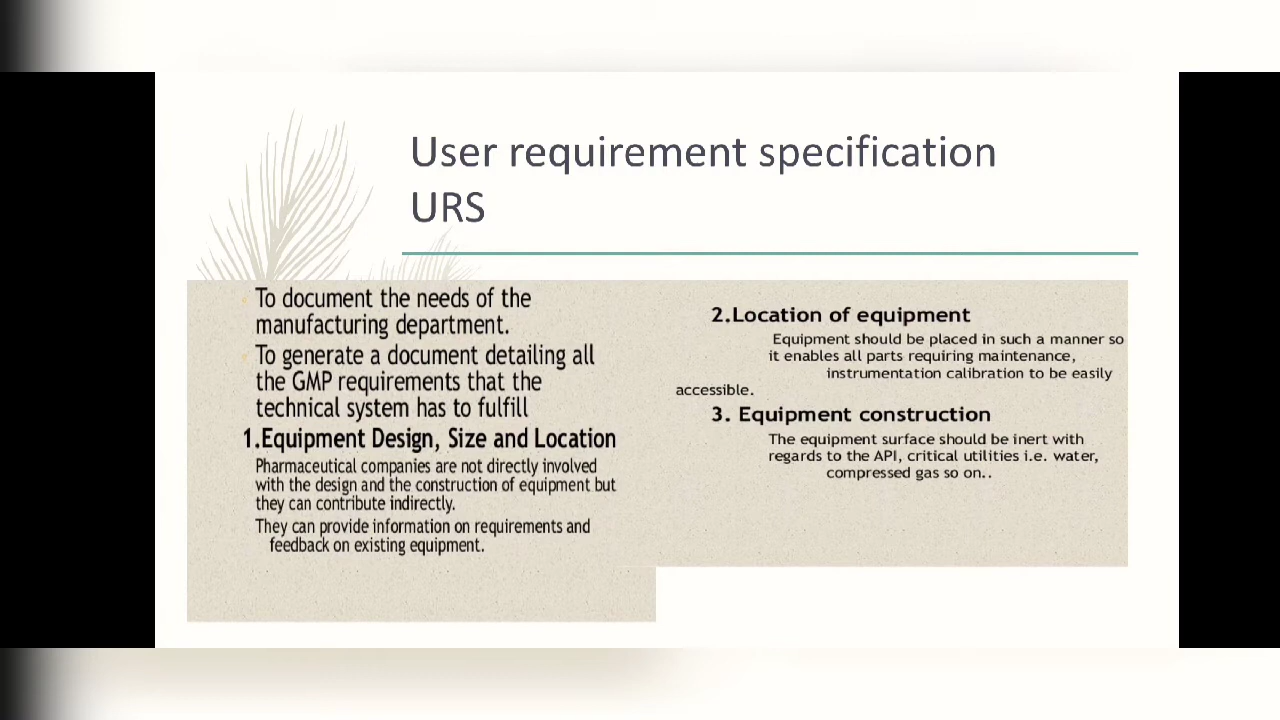 User requirement specification
URS
To document the needs of the
manufacturing department.
To generate a document detailing all
the GMP requirements that the
technical system has to fulfill
1.Equipment Design, Size and Location
Pharmaceutical companies are not directly involved
with the design and the construction of equipment but
they can contribute indirectly.
They can provide information on requirements and
feedback on existing equipment.
2.Location of equipment
Equipment should be placed in such a manner so
it enables all parts requiring maintenance,
instrumentation calibration to be easily
accessible.
3. Equipment construction
The equipment surface should be inert with
regards to the API, critical utilities i.e. water,
compressed gas so on..